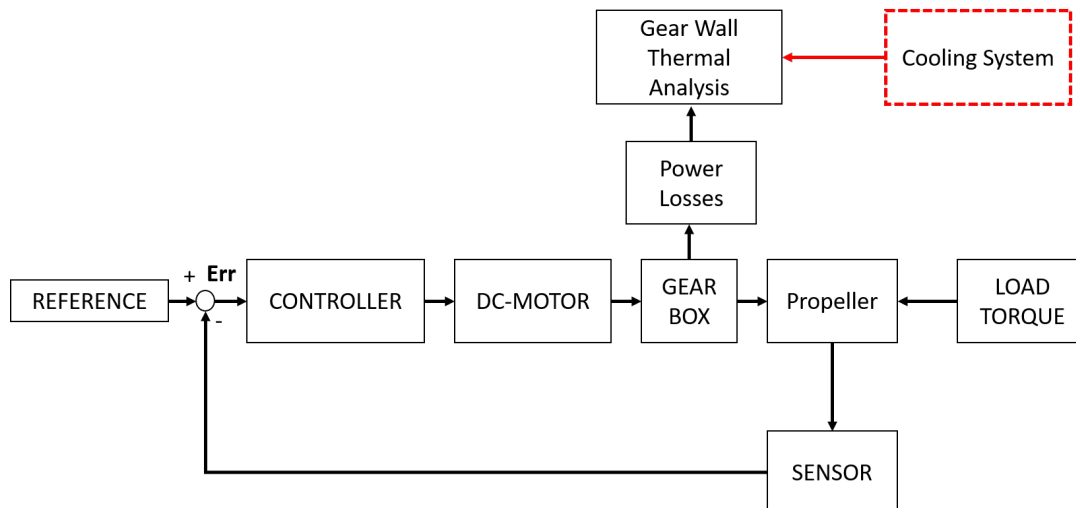 Gear Wall
Thermal
Analysis
Cooling System
Power
Losses
+ Err
REFERENCE
-
CONTROLLER
DC-MOTOR
GEAR
BOX
Propeller
LOAD
TORQUE
SENSOR